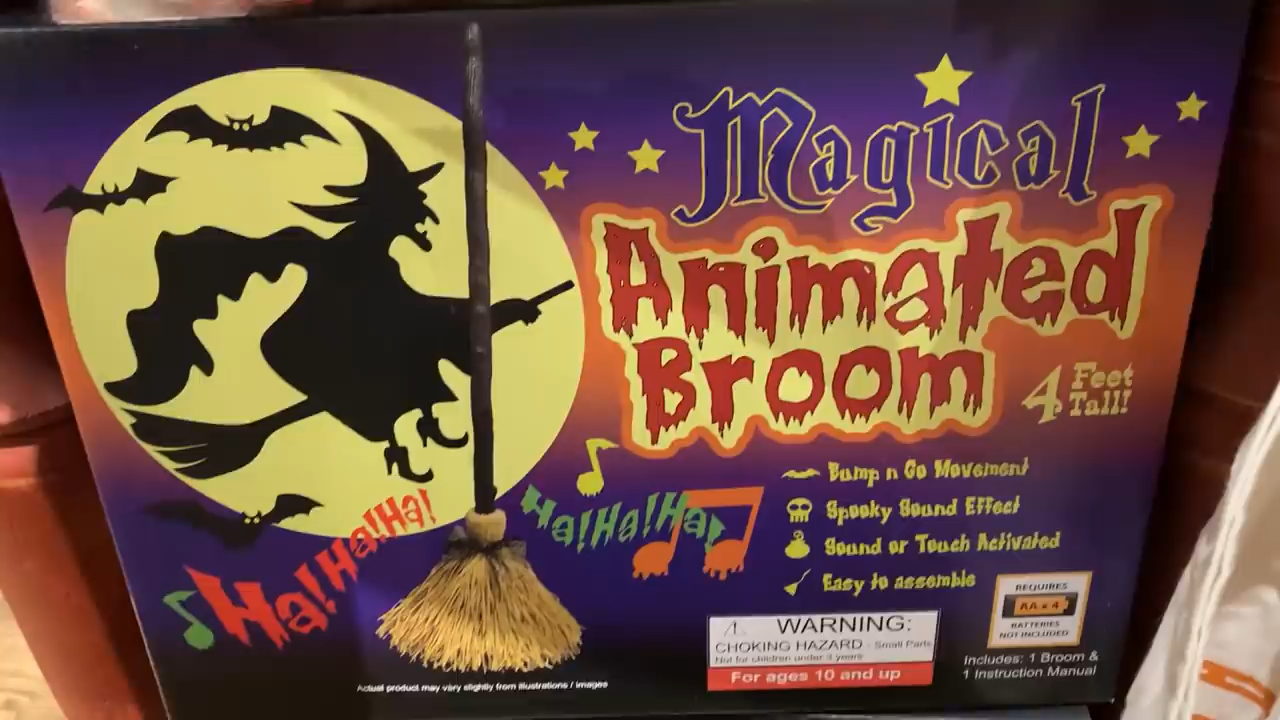 Magical
Animated
Broom
4 Feet
Tall!
Bump n Go Movement
Spooky Sound Effect
Sound or Touch Activated
Easy to assemble
Ha!Ha!Ha!Ha!
Ha!Ha!Ha!
REQUIRES
AA x 4
BATTERIES
NOT INCLUDED
WARNING:
CHOKING HAZARD - Small Parts
Not for children under 3 years
For ages 10 and up
Includes: 1 Broom &
1 Instruction Manual
Actual product may vary slightly from illustrations / images